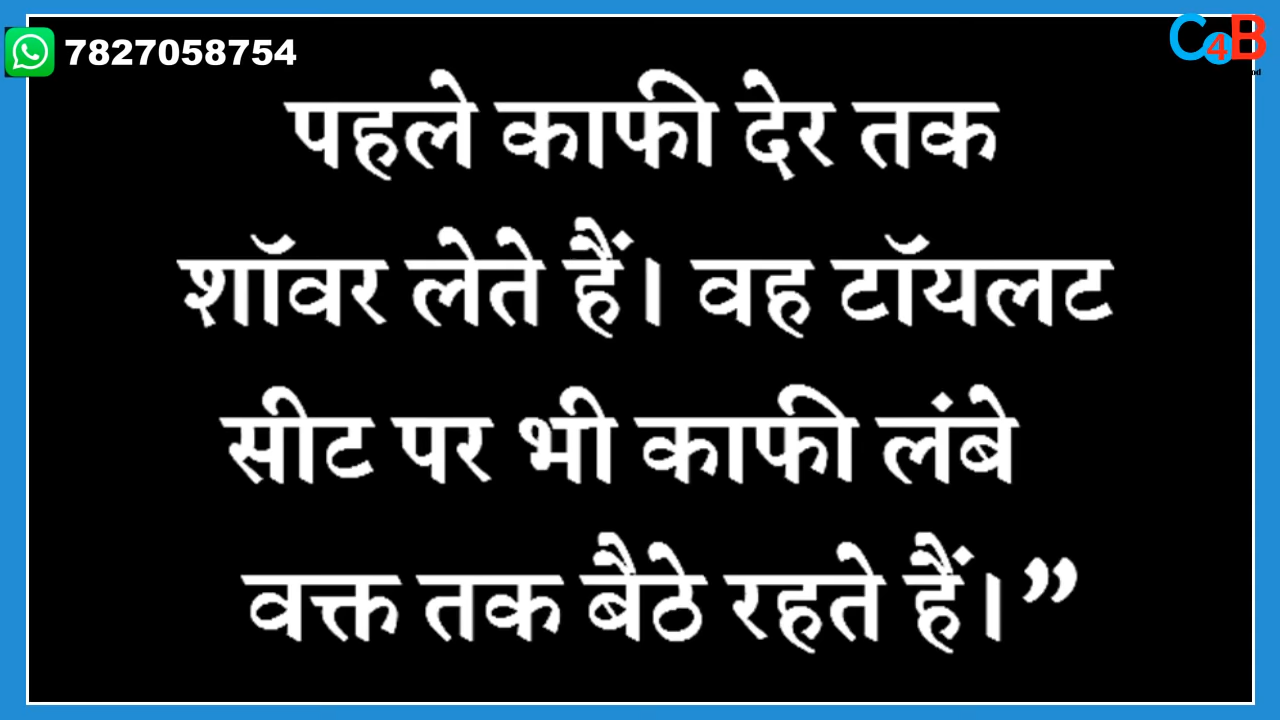 7827058754
C4B
पहले काफी देर तक
शॉवर लेते हैं। वह टॉयलट
सीट पर भी काफी लंबे
वक्त तक बैठे रहते हैं।”